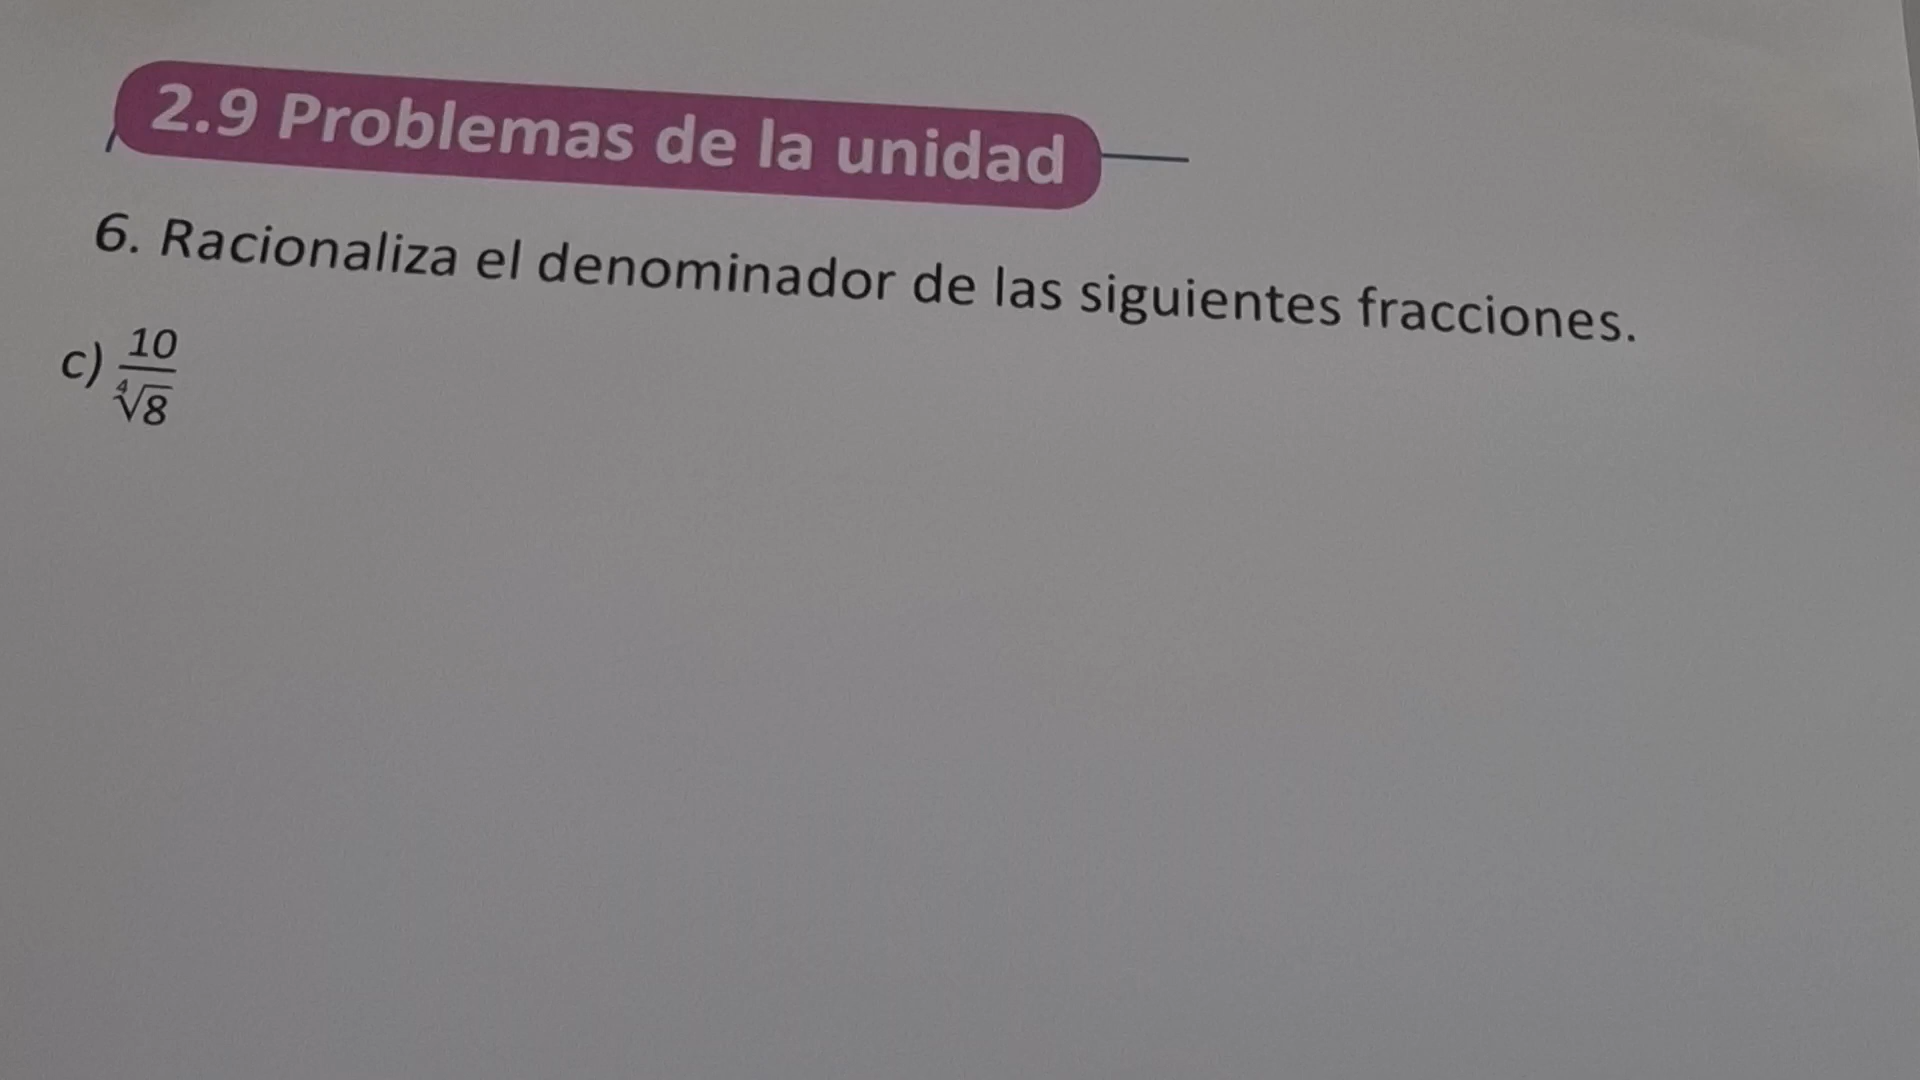 2.9 Problemas de la unidad
6. Racionaliza el denominador de las siguientes fracciones.
c) 10/∜8